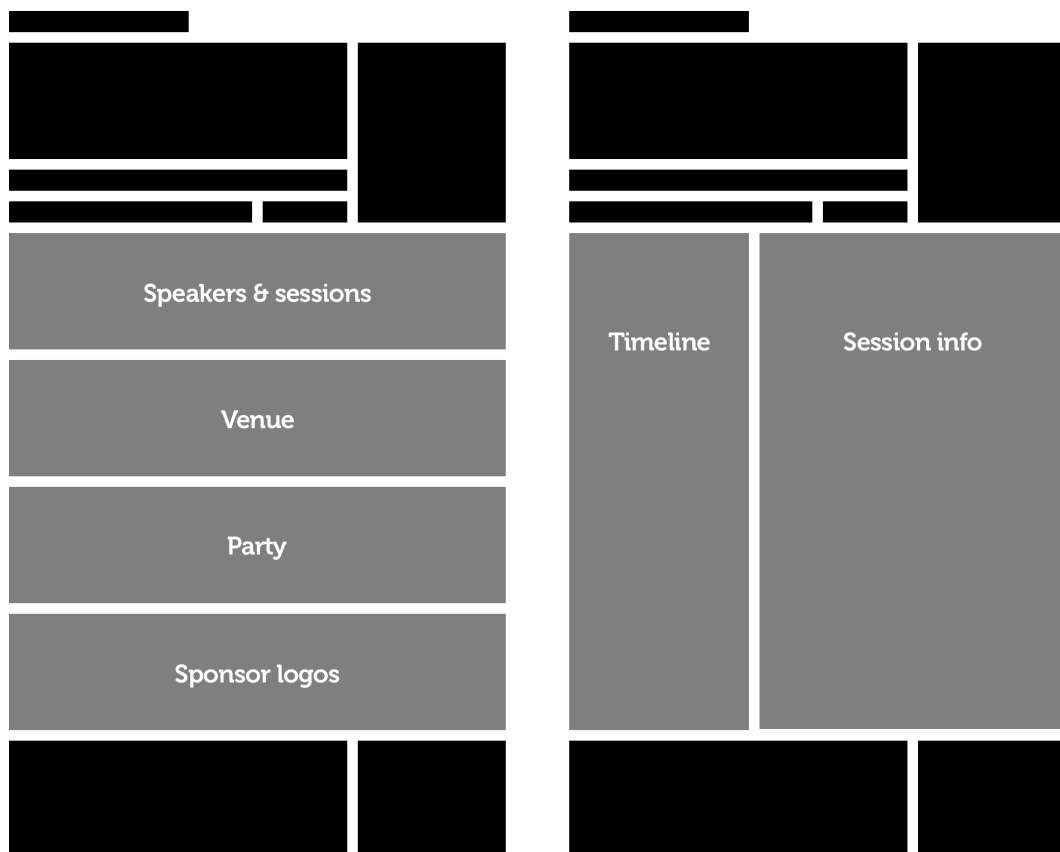 Speakers & sessions
Venue
Party
Sponsor logos
Timeline
Session info